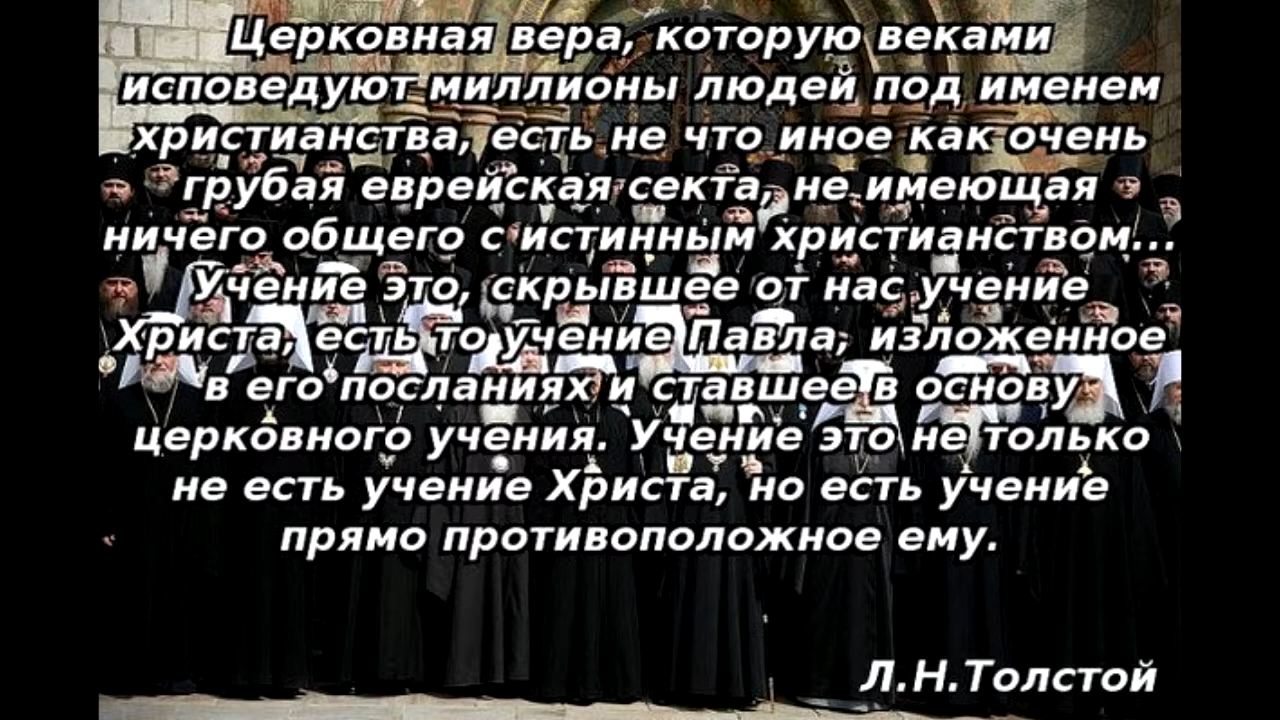 Церковная вера, которую веками
исповедуют миллионы людей под именем
христианства, есть не что иное как очень
грубая еврейская секта, не имеющая
ничего общего с истинным христианством...
Учение это, скрывшее от нас учение
Христа, есть то учение Павла, изложенное
в его посланиях и ставшее в основу
церковного учения. Учение это не только
не есть учение Христа, но есть учение
прямо противоположное ему.
Л.Н.Толстой